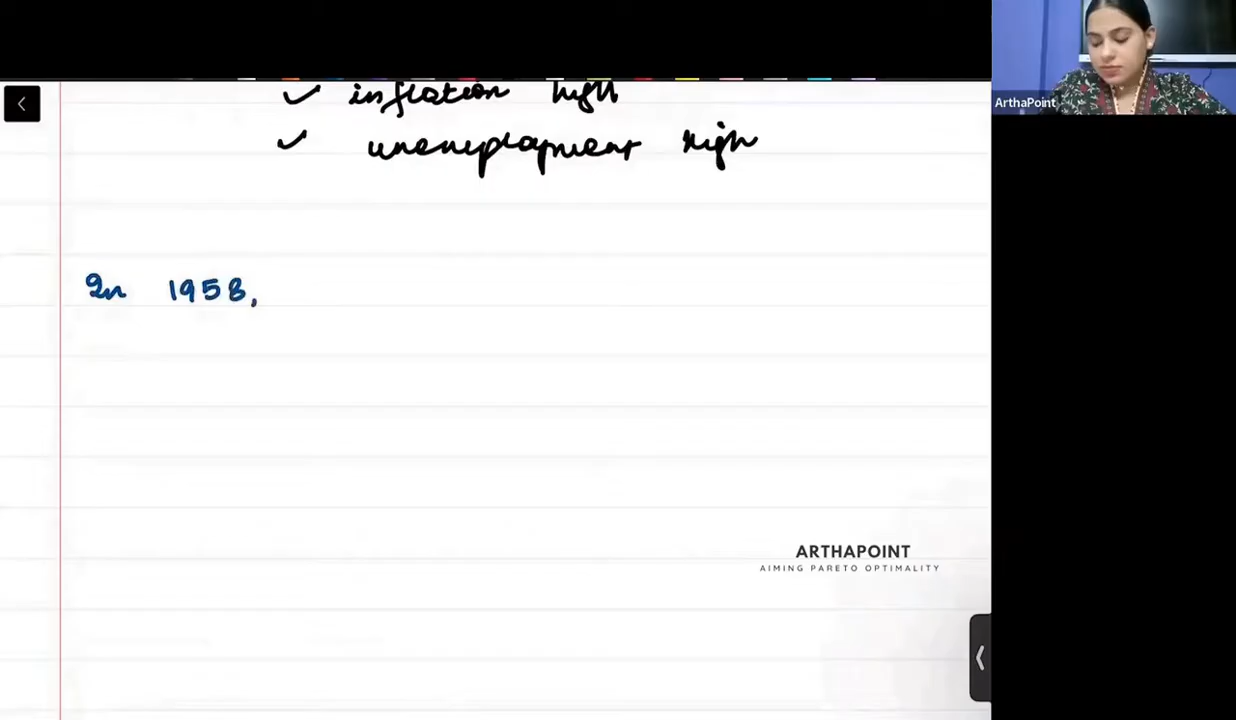 ArthaPoint
✓ inflation high
✓ unemployment high
In 1958,
ARTHAPOINT
AIMING PARETO OPTIMALITY